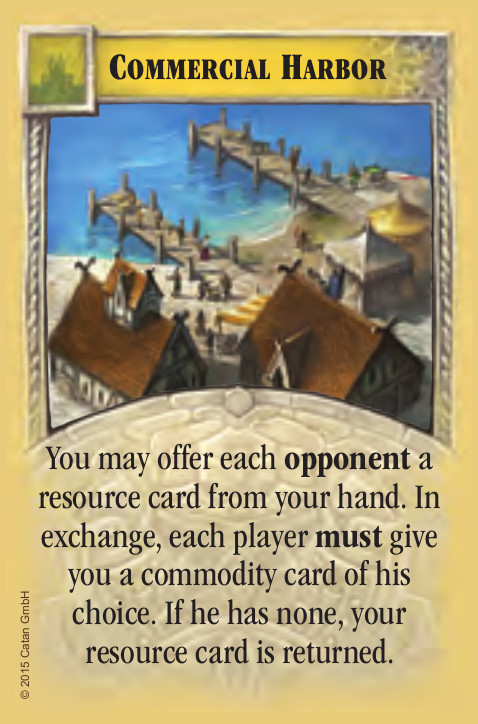 COMMERCIAL HARBOR
You may offer each opponent a
resource card from your hand. In
exchange, each player must give
you a commodity card of his
choice. If he has none, your
resource card is returned.
© 2015 Catan GmbH